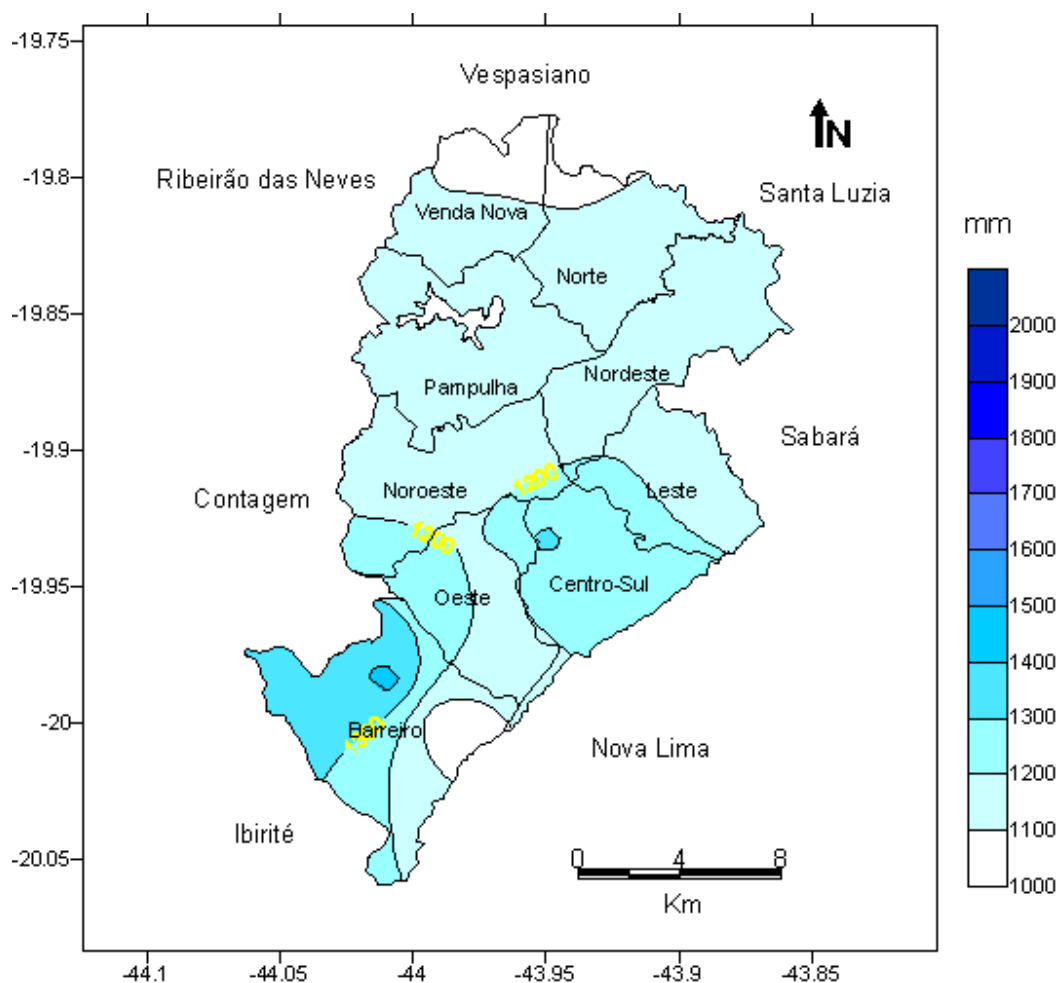 -19.75
Vespasiano
N
Ribeirão das Neves
-19.8
Santa Luzia
Venda Nova
mm
Norte
-19.85
2000
Nordeste
Pampulha
1900
1800
Sabará
-19.9
1200
Noroeste
Leste
Contagem
1700
1200
1600
-19.95
Centro-Sul
Oeste
1500
1400
1300
-20
Barreiro
Nova Lima
1200
1100
Ibirité
-20.05
0 4 8
1000
Km
-44.1 -44.05 -44 -43.95 -43.9 -43.85